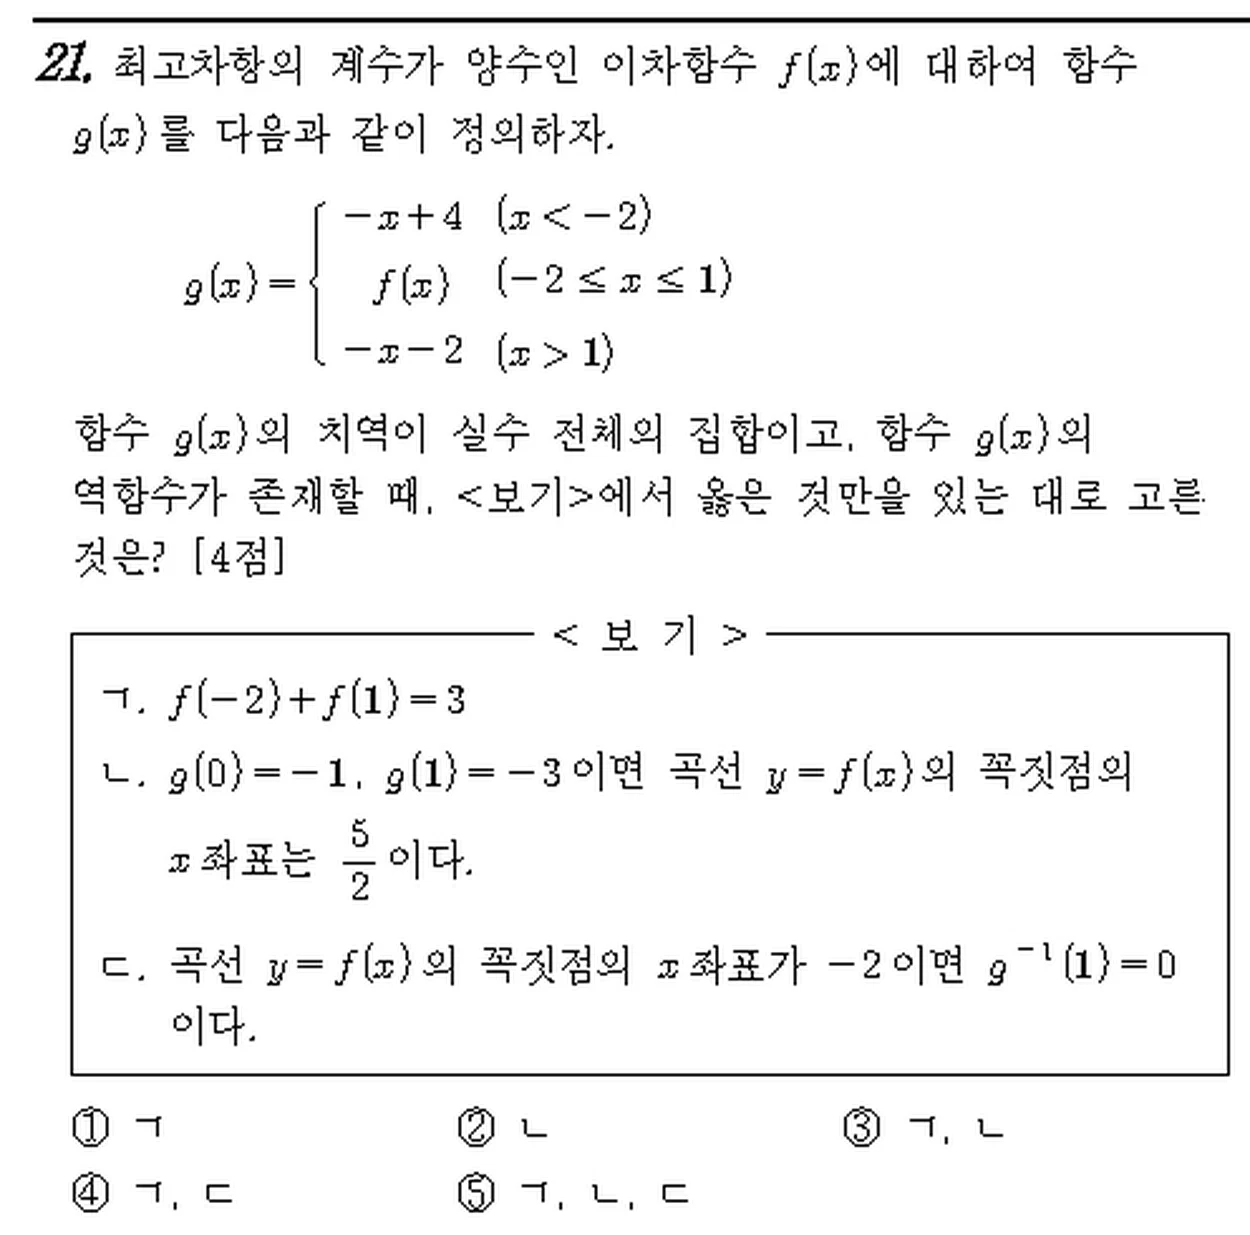 21. 최고차항의 계수가 양수인 이차함수 f(x)에 대하여 함수
g(x)를 다음과 같이 정의하자.
-x+4 (x<-2)
g(x)={ f(x) (-2≤x≤1)
-x-2 (x>1)
함수 g(x)의 치역이 실수 전체의 집합이고, 함수 g(x)의
역함수가 존재할 때, <보기>에서 옳은 것만을 있는 대로 고른
것은? [4점]
< 보 기 >
ㄱ. f(-2)+f(1)=3
ㄴ. g(0)=-1, g(1)=-3이면 곡선 y=f(x)의 꼭짓점의
x좌표는 5/2이다.
ㄷ. 곡선 y=f(x)의 꼭짓점의 x좌표가 -2이면 g⁻¹(1)=0
이다.
① ㄱ ② ㄴ ③ ㄱ, ㄴ
④ ㄱ, ㄷ ⑤ ㄱ, ㄴ, ㄷ